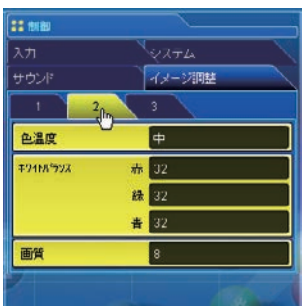 制御
入力 システム
サウンド イメージ調整
1 2 3
色温度 中
ﾎﾜｲﾄﾊﾞﾗﾝｽ 赤 32
緑 32
青 32
画質 8